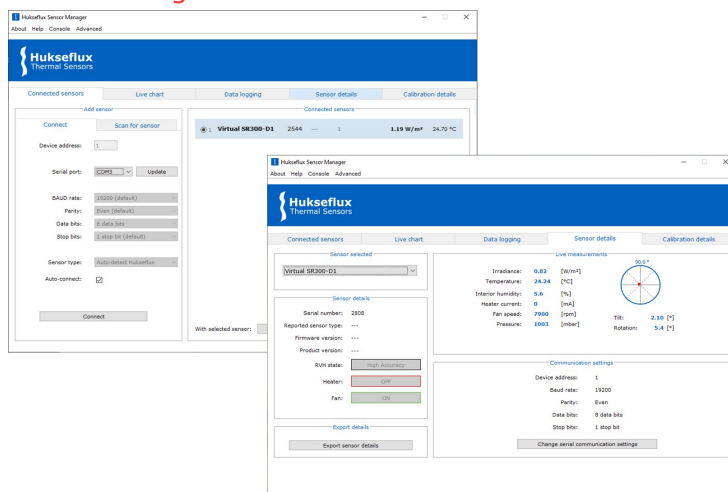 Hukseflux Sensor Manager
About Help Console Advanced
Hukseflux
Thermal Sensors
Connected sensors Live chart Data logging Sensor details Calibration details
Add sensor
Connect Scan for sensor
Device address: 1
Serial port: COM3 Update
BAUD rate: 19200 (default)
Parity: Even (default)
Data bits: 8 data bits
Stop bits: 1 stop bit (default)
Sensor type: Auto-detect Hukseflux
Auto-connect:
Connect
Connected sensors
1 Virtual SR300-D1 2544 --- 1 1.19 W/m² 24.70 °C
With selected sensor:
Hukseflux Sensor Manager
About Help Console Advanced
Hukseflux
Thermal Sensors
Connected sensors Live chart Data logging Sensor details Calibration details
Sensor selected
Virtual SR300-D1
Sensor details
Serial number: 2808
Reported sensor type: ---
Firmware version: ---
Product version: ---
RVH state: High Accuracy
Heater: OFF
Fan: ON
Export details
Export sensor details
Live measurements
Irradiance: 0.82 [W/m²]
Temperature: 24.24 [°C]
Interior humidity: 5.6 [%]
Heater current: 0 [mA]
Fan speed: 7900 [rpm]
Pressure: 1003 [mbar]
90.0 °
Tilt: 2.10 [°]
Rotation: 5.4 [°]
Communication settings
Device address: 1
Baud rate: 19200
Parity: Even
Data bits: 8 data bits
Stop bits: 1 stop bit
Change serial communication settings